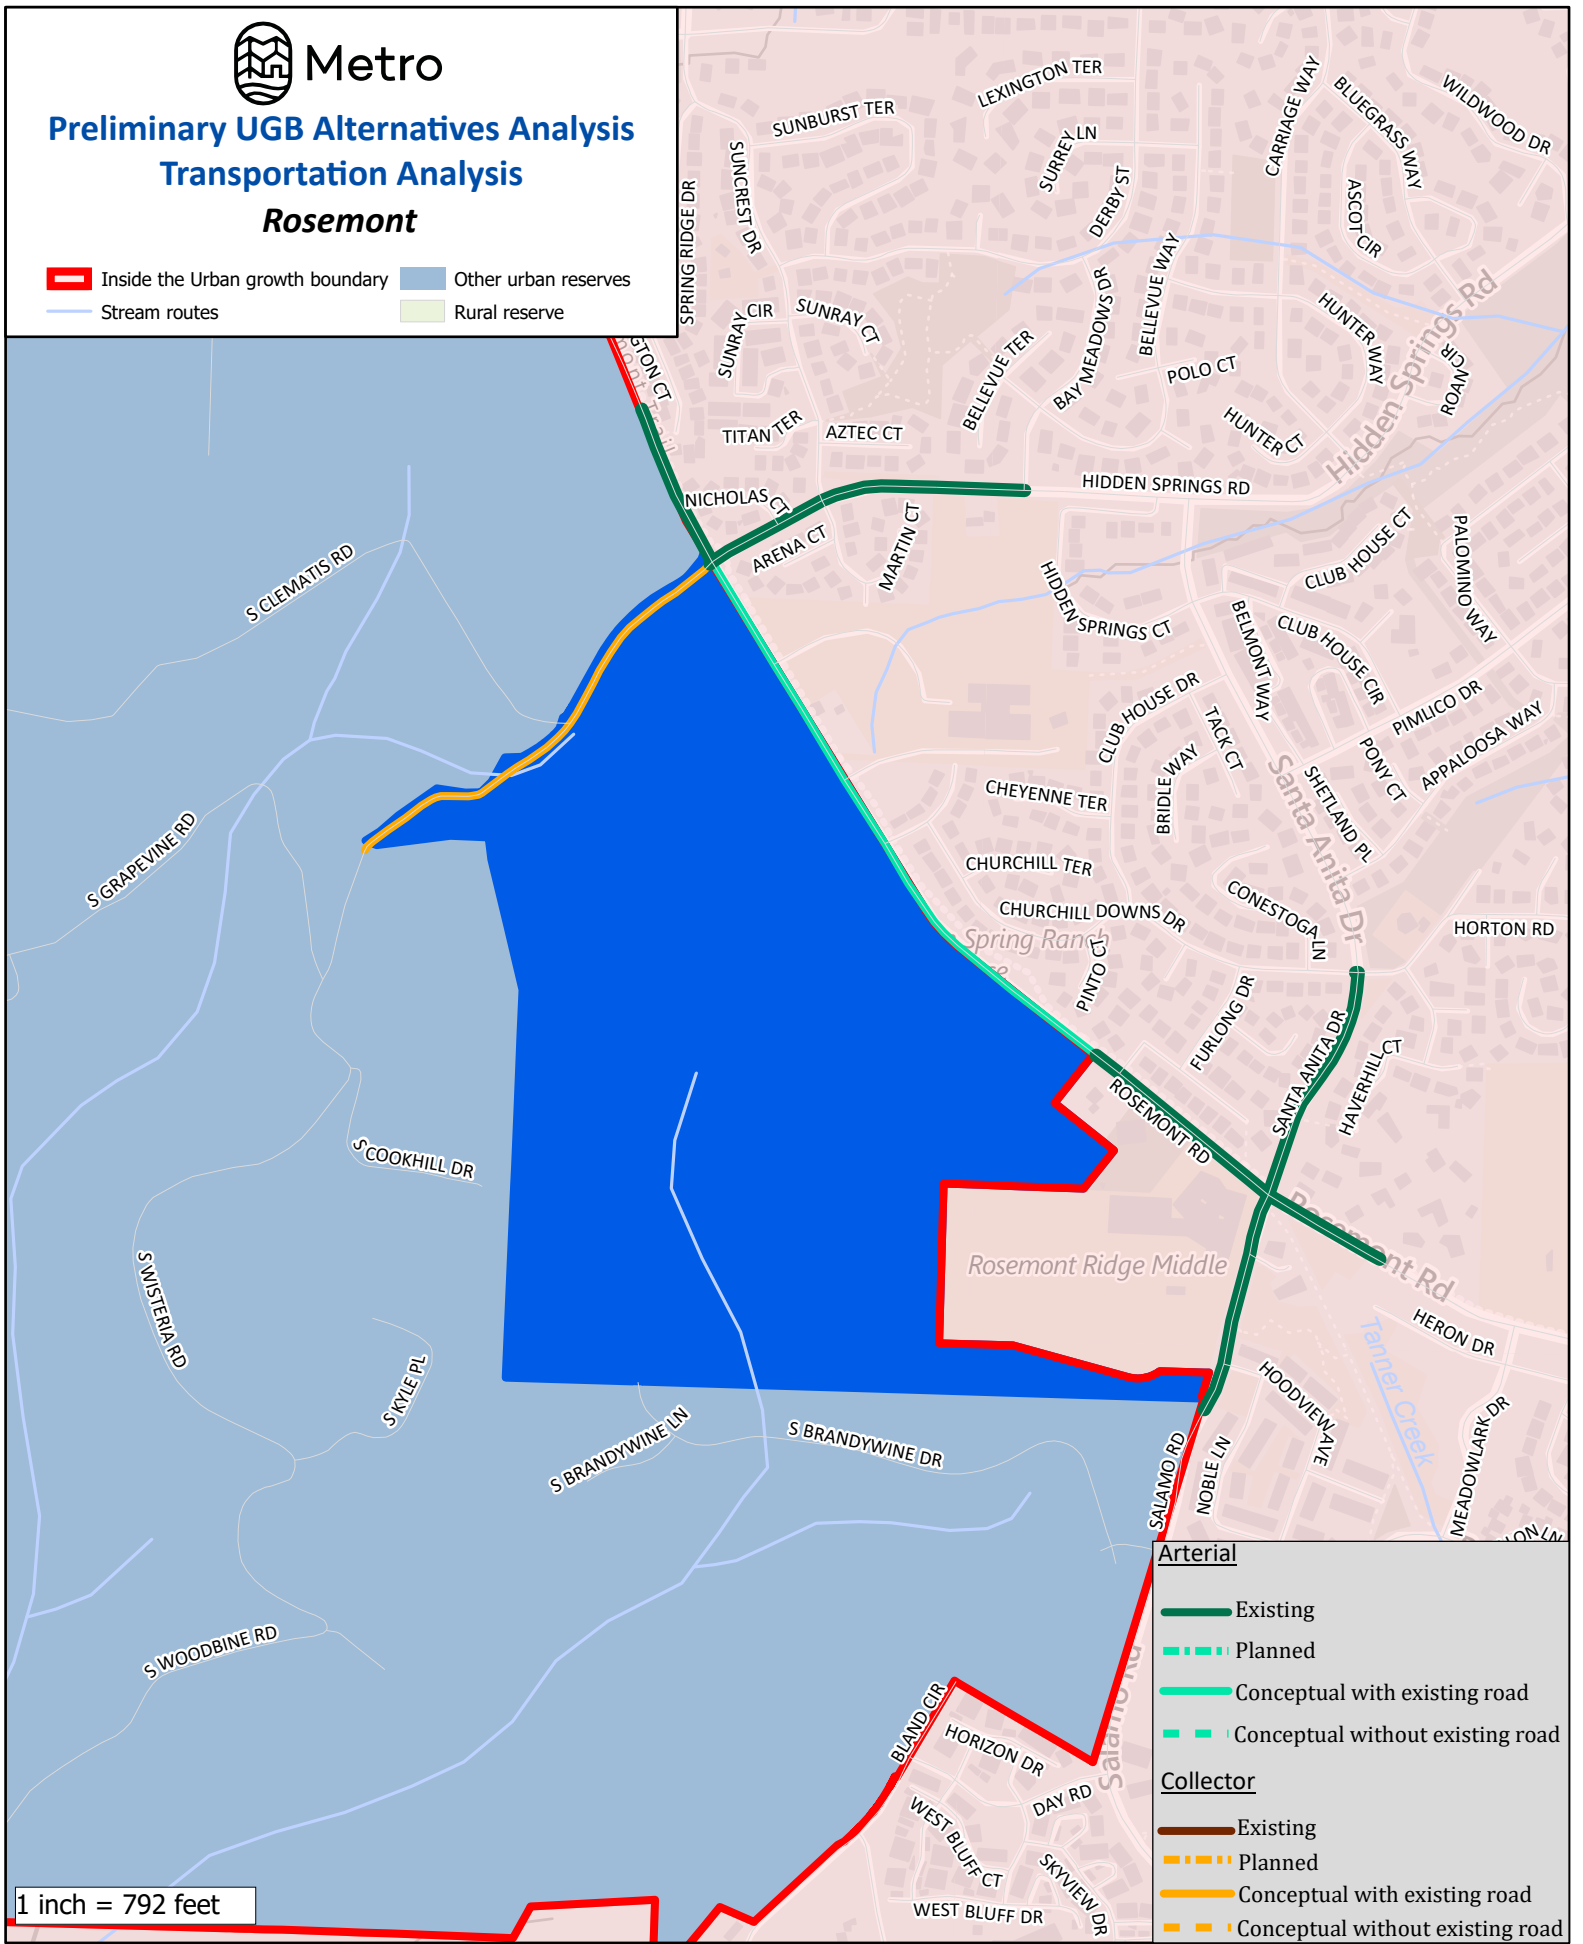 Metro
Preliminary UGB Alternatives Analysis
Transportation Analysis
Rosemont
Inside the Urban growth boundary
Other urban reserves
Stream routes
Rural reserve
LEXINGTON TER
SUNBURST TER
SURREY LN
CARRIAGE WAY
BLUEGRASS WAY
WILDWOOD DR
SUNCREST DR
SPRING RIDGE DR
DERBY ST
ASCOT CIR
BELLEVUE WAY
SUNRAY CIR
SUNRAY CT
BAY MEADOWS DR
HUNTER WAY
Hidden Springs Rd
ROAN CIR
GTON CT
mont Trail
BELLEVUE TER
POLO CT
TITAN TER
AZTEC CT
HUNTER CT
NICHOLAS CT
HIDDEN SPRINGS RD
ARENA CT
MARTIN CT
CLUB HOUSE CT
PALOMINO WAY
S CLEMATIS RD
HIDDEN SPRINGS CT
BELMONT WAY
CLUB HOUSE CIR
CLUB HOUSE DR
TACK CT
PIMLICO DR
PONY CT
APPALOOSA WAY
BRIDLE WAY
Santa Anita Dr
SHETLAND PL
CHEYENNE TER
S GRAPEVINE RD
CHURCHILL TER
CONESTOGA LN
CHURCHILL DOWNS DR
HORTON RD
Spring Ranch
PINTO CT
FURLONG DR
SANTA ANITA DR
HAVERHILL CT
ROSEMONT RD
S COOKHILL DR
Rosemont Rd
Rosemont Ridge Middle
S WISTERIA RD
HERON DR
Tanner Creek
S KYLE PL
HOODVIEW AVE
MEADOWLARK DR
S BRANDYWINE LN
S BRANDYWINE DR
SALAMO RD
NOBLE LN
LON LN
S WOODBINE RD
Salamo Rd
BLAND CIR
HORIZON DR
DAY RD
WEST BLUFF CT
SKYVIEW DR
WEST BLUFF DR
1 inch = 792 feet
Arterial
Existing
Planned
Conceptual with existing road
Conceptual without existing road
Collector
Existing
Planned
Conceptual with existing road
Conceptual without existing road